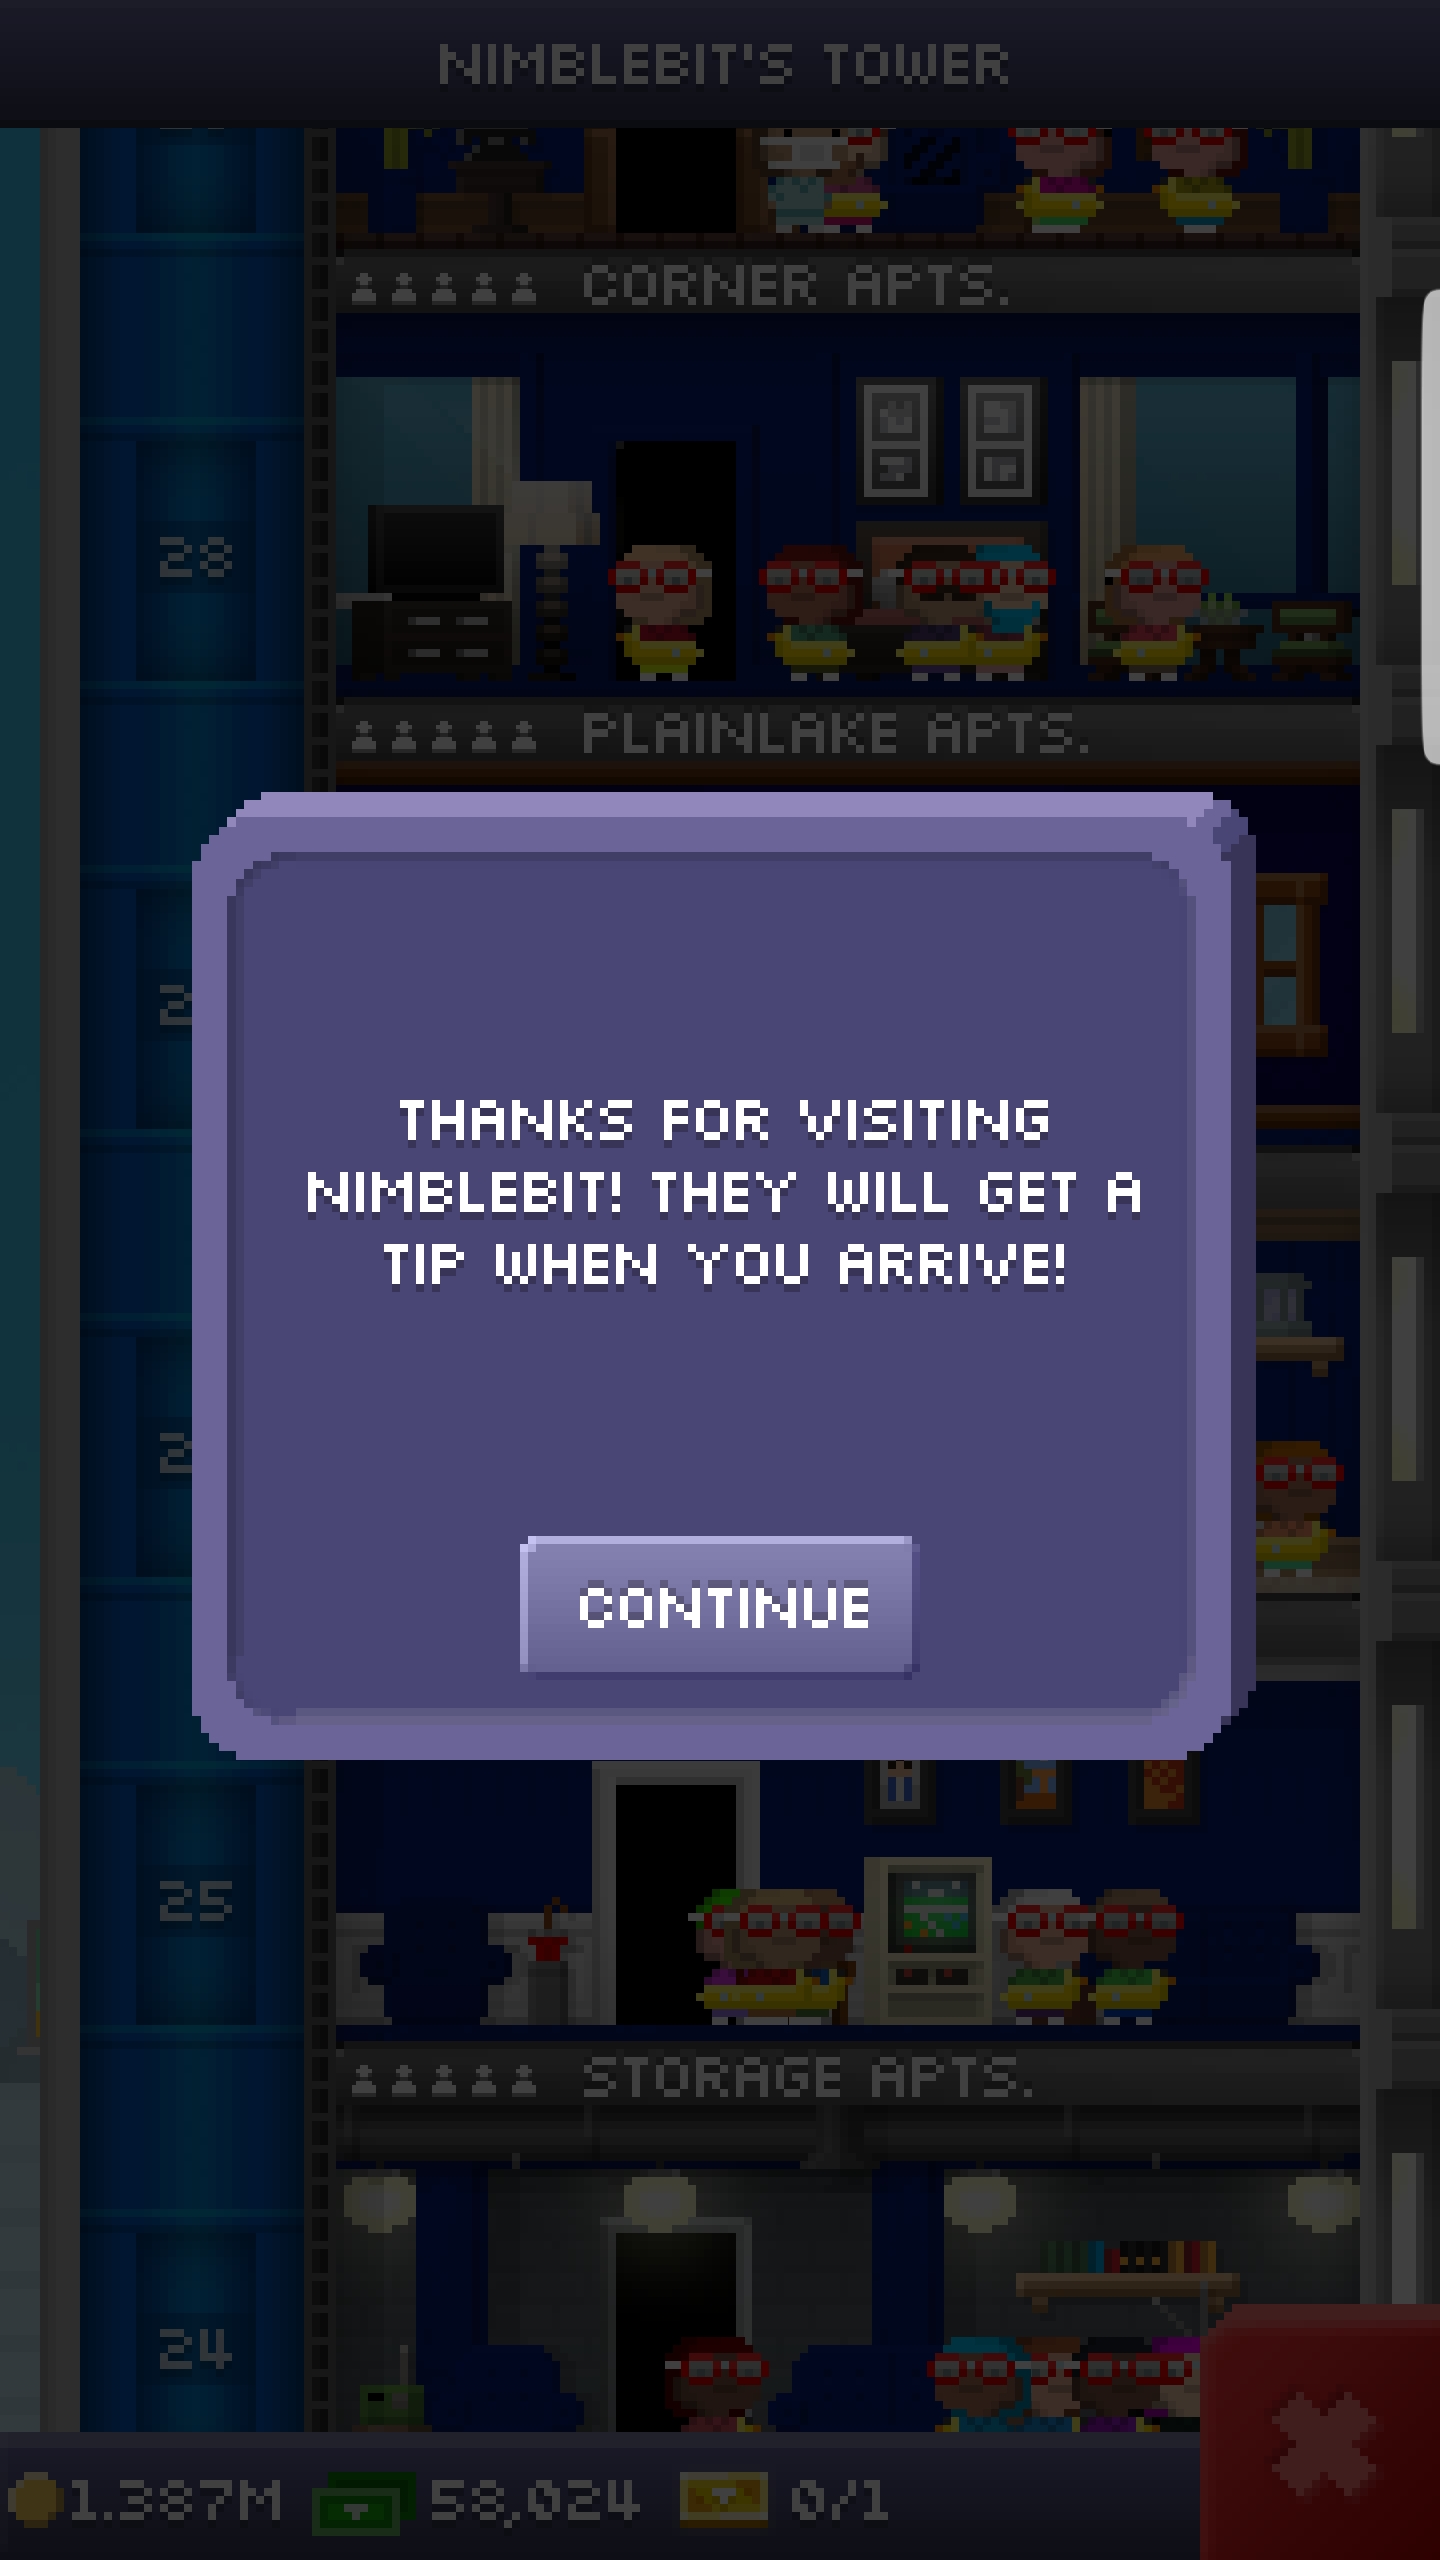 NIMBLEBIT'S TOWER
CORNER APTS.
28
PLAINLAKE APTS.
THANKS FOR VISITING
NIMBLEBIT! THEY WILL GET A
TIP WHEN YOU ARRIVE!
CONTINUE
25
STORAGE APTS.
24
1.387M 58,024 0/1